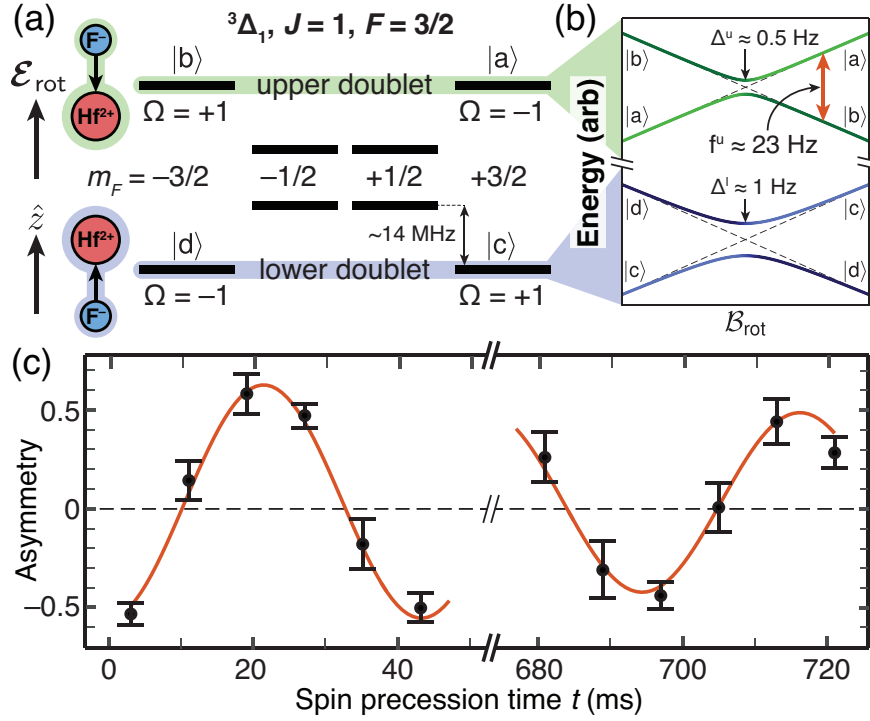 (a)
³Δ₁, J = 1, F = 3/2
F⁻
ℰrot
Hf²⁺
|b⟩
upper doublet
|a⟩
Ω = +1
Ω = −1
m_F = −3/2
−1/2
+1/2
+3/2
ẑ
Hf²⁺
~14 MHz
|d⟩
lower doublet
|c⟩
F⁻
Ω = −1
Ω = +1
(b)
Energy (arb)
Δᵘ ≈ 0.5 Hz
|b⟩
|a⟩
|a⟩
|b⟩
fᵘ ≈ 23 Hz
Δˡ ≈ 1 Hz
|d⟩
|c⟩
|c⟩
|d⟩
ℬrot
(c)
Asymmetry
0.5
0
−0.5
0
20
40
680
700
720
Spin precession time t (ms)